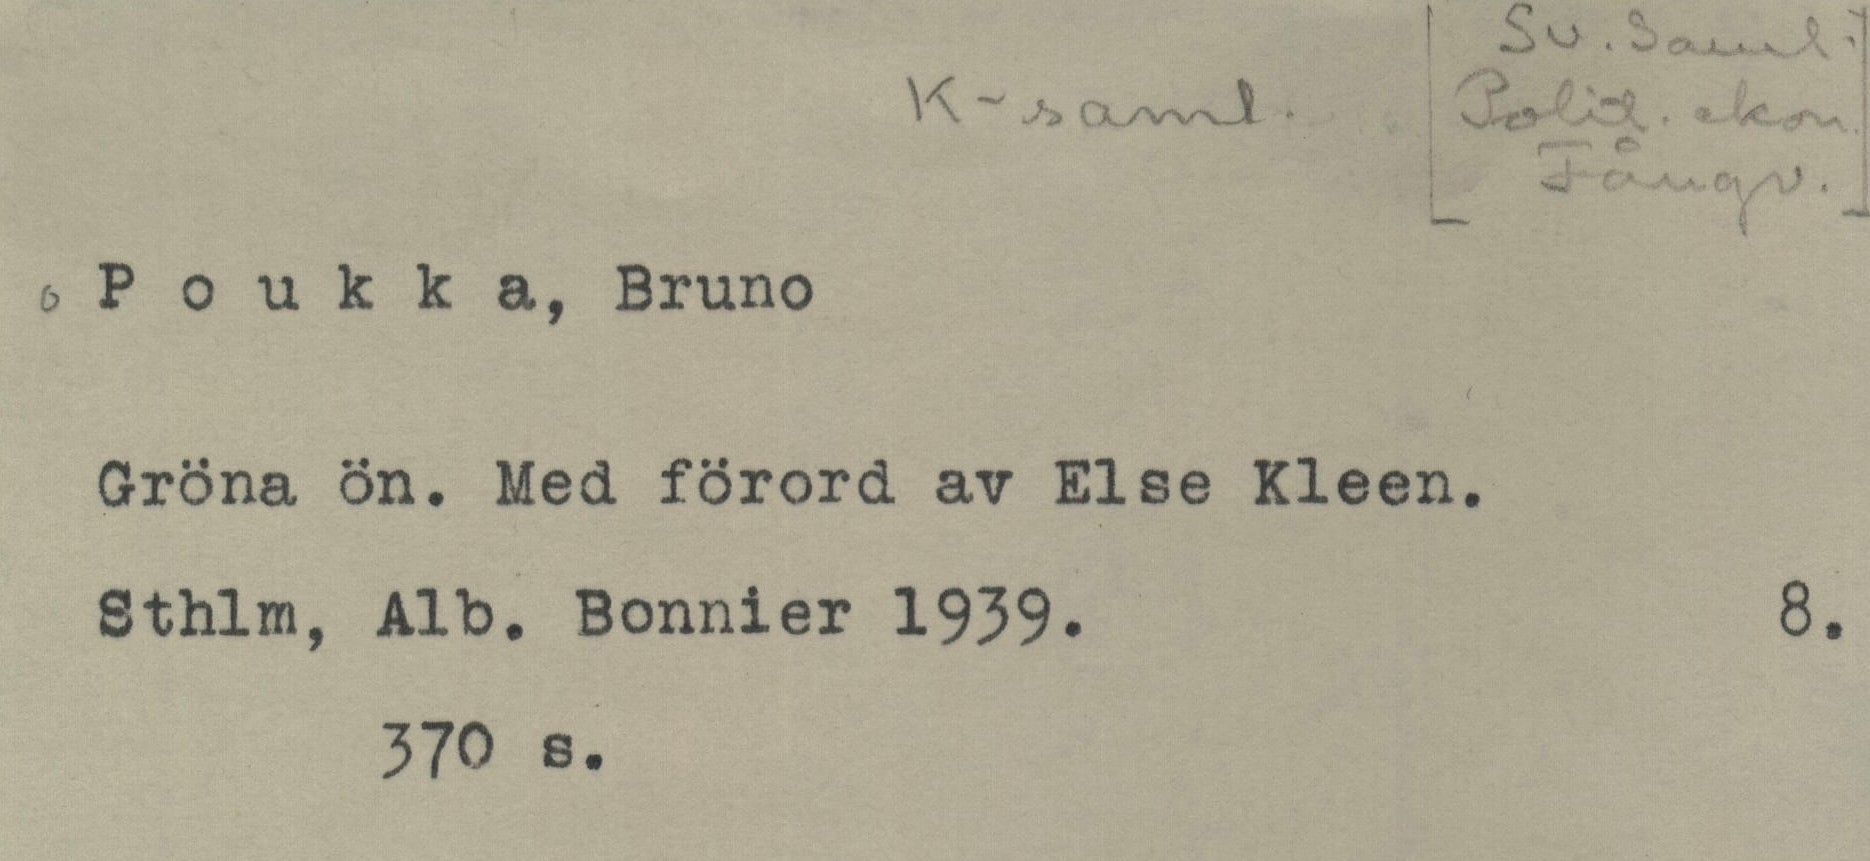 [Sv. Saml.]
K-saml. Polit. ekon.
Fångv.
o P o u k k a, Bruno
Gröna ön. Med förord av Else Kleen.
Sthlm, Alb. Bonnier 1939. 8.
370 s.